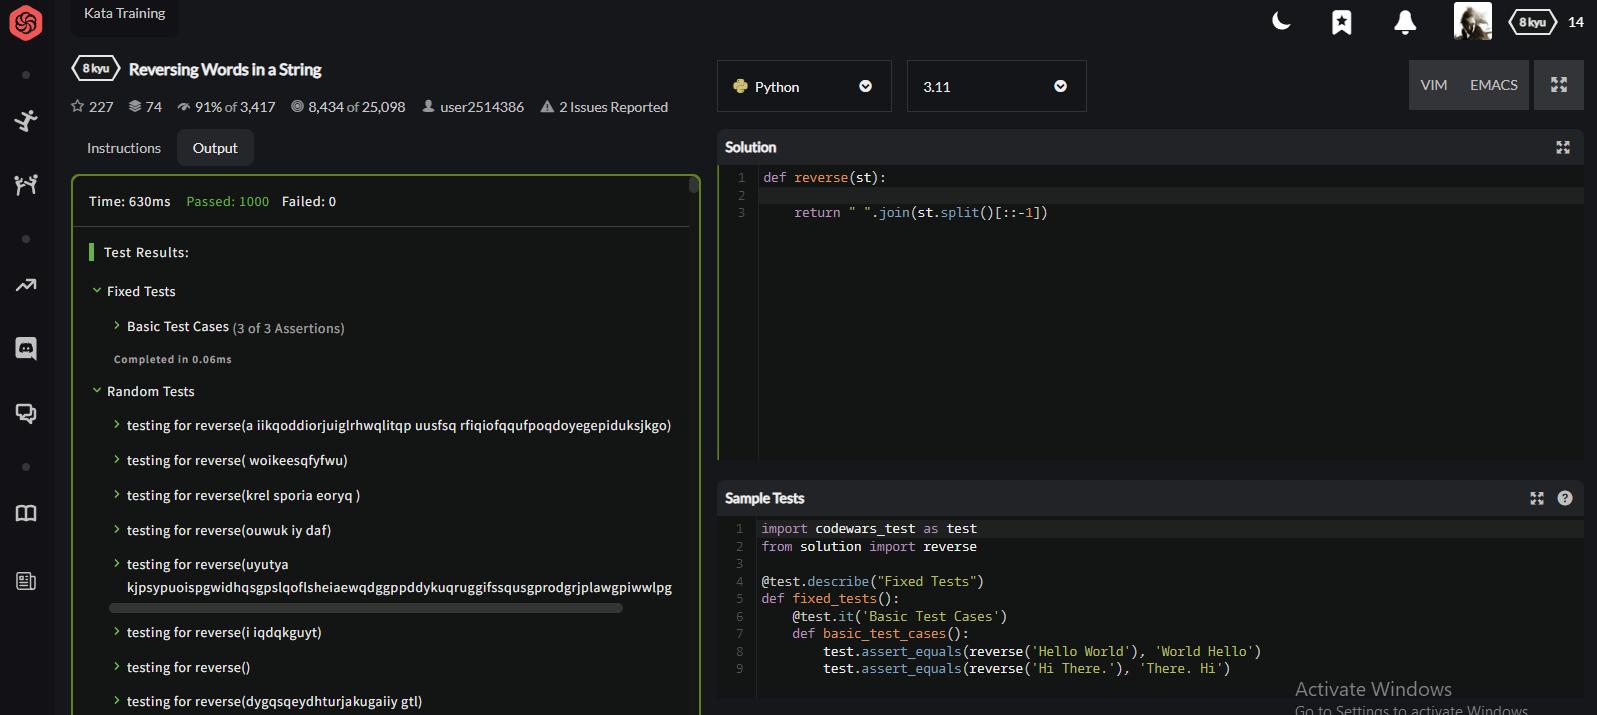 Kata Training
8 kyu
14
8 kyu Reversing Words in a String
227 74 91% of 3,417 8,434 of 25,098 user2514386 2 Issues Reported
Instructions
Output
Time: 630ms Passed: 1000 Failed: 0
Test Results:
Fixed Tests
Basic Test Cases (3 of 3 Assertions)
Completed in 0.06ms
Random Tests
testing for reverse(a iikqoddiorjuiglrhwqlitqp uusfsq rfiqiofqqufpoqdoyegepiduksjkgo)
testing for reverse( woikeesqfyfwu)
testing for reverse(krel sporia eoryq )
testing for reverse(ouwuk iy daf)
testing for reverse(uyutya
kjpsypuoispgwidhqsgpslqoflsheiaewqdggppddykuqruggifssqusgprodgrjplawgpiwwlpg
testing for reverse(i iqdqkguyt)
testing for reverse()
testing for reverse(dygqsqeydhturjakugaiiy gtl)
Python
3.11
VIM EMACS
Solution
1 def reverse(st):
2
3     return " ".join(st.split()[::-1])
Sample Tests
?
1 import codewars_test as test
2 from solution import reverse
3
4 @test.describe("Fixed Tests")
5 def fixed_tests():
6     @test.it('Basic Test Cases')
7     def basic_test_cases():
8         test.assert_equals(reverse('Hello World'), 'World Hello')
9         test.assert_equals(reverse('Hi There.'), 'There. Hi')
Activate Windows
Go to Settings to activate Windows.